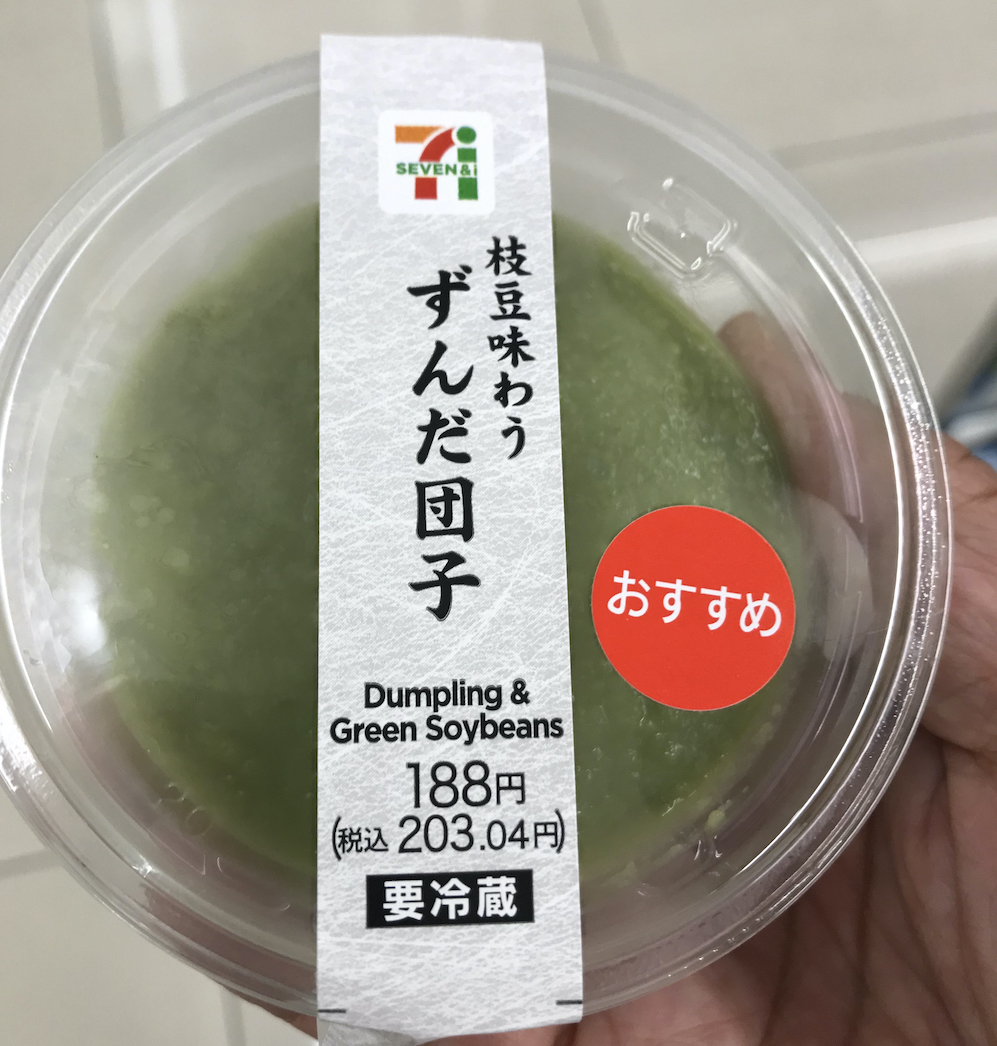 7i
SEVEN&i
枝豆味わう
ずんだ団子
おすすめ
Dumpling &
Green Soybeans
188円
(税込 203.04円)
要冷蔵